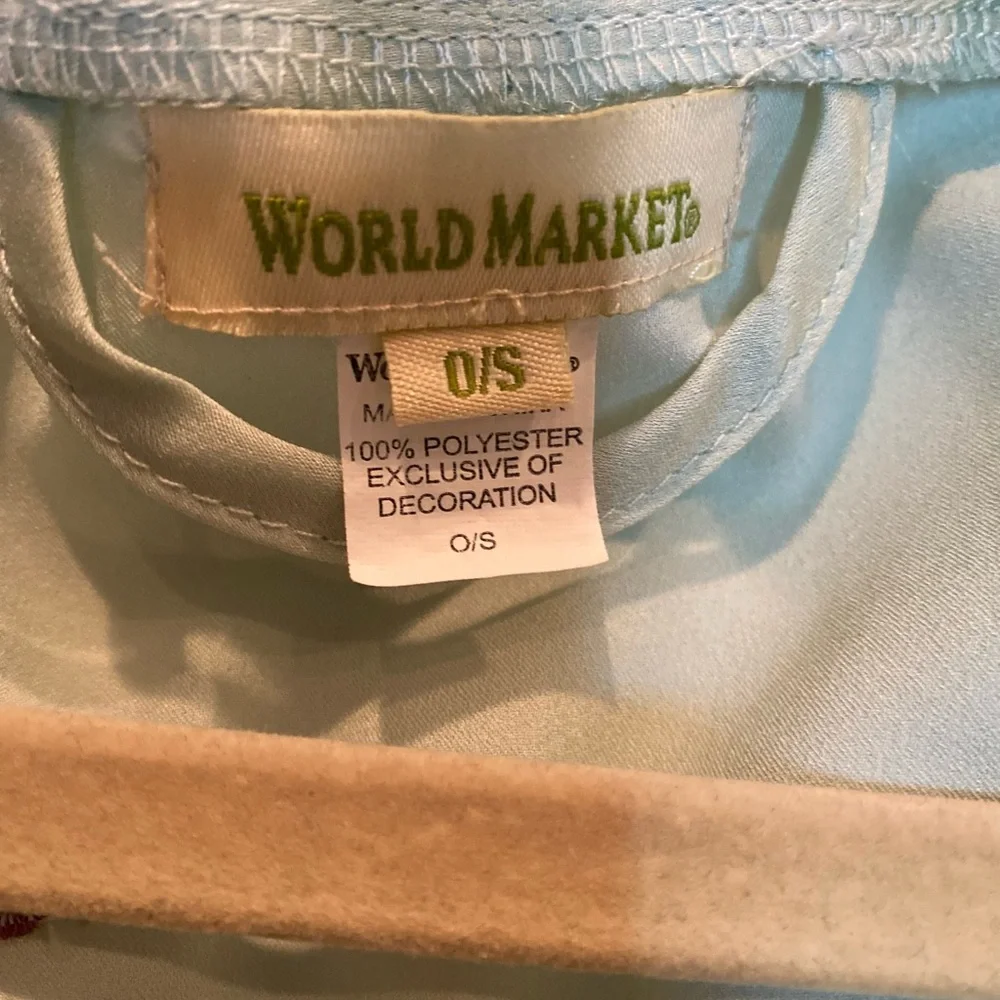 WORLD MARKET®
O/S
100% POLYESTER
EXCLUSIVE OF
DECORATION
O/S